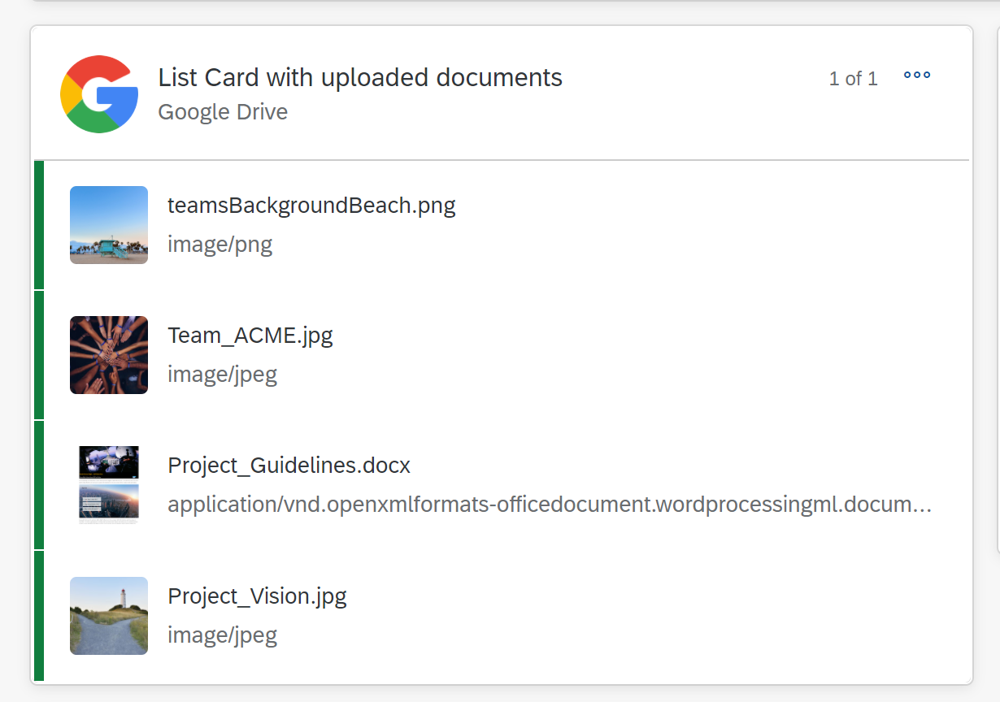 List Card with uploaded documents
1 of 1
Google Drive
teamsBackgroundBeach.png
image/png
Team_ACME.jpg
image/jpeg
Project_Guidelines.docx
application/vnd.openxmlformats-officedocument.wordprocessingml.docum...
Project_Vision.jpg
image/jpeg